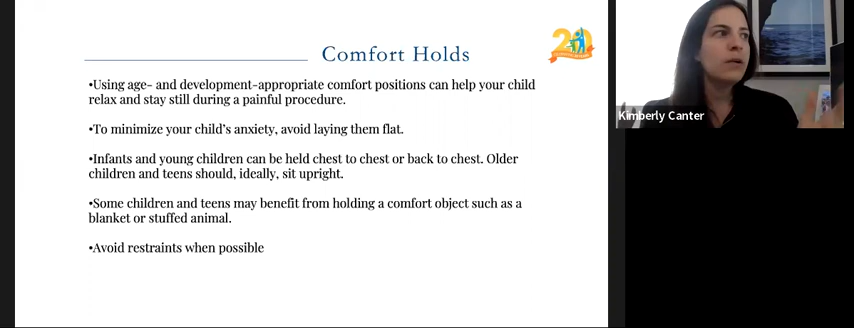 Comfort Holds
20
•Using age- and development-appropriate comfort positions can help your child
relax and stay still during a painful procedure.
•To minimize your child's anxiety, avoid laying them flat.
•Infants and young children can be held chest to chest or back to chest. Older
children and teens should, ideally, sit upright.
•Some children and teens may benefit from holding a comfort object such as a
blanket or stuffed animal.
•Avoid restraints when possible
Kimberly Canter